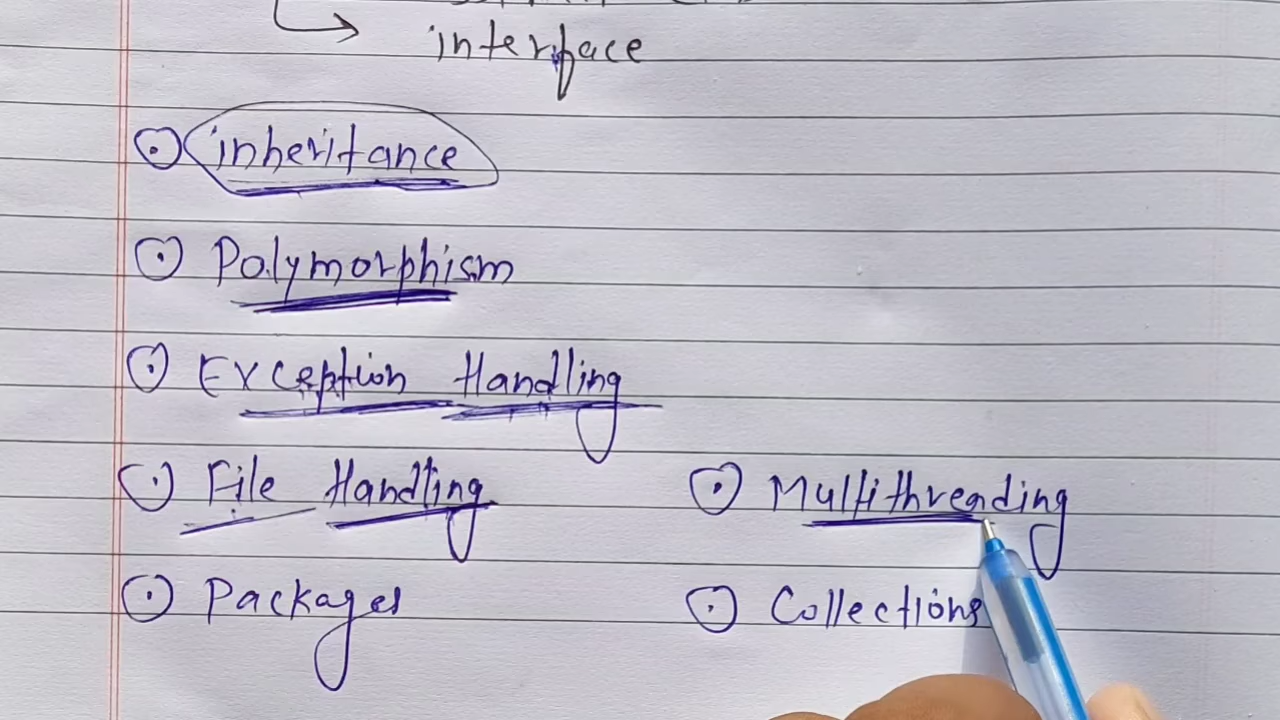 interface
inheritance
Polymorphism
Exception Handling
File Handling
Multithreading
Packages
Collections